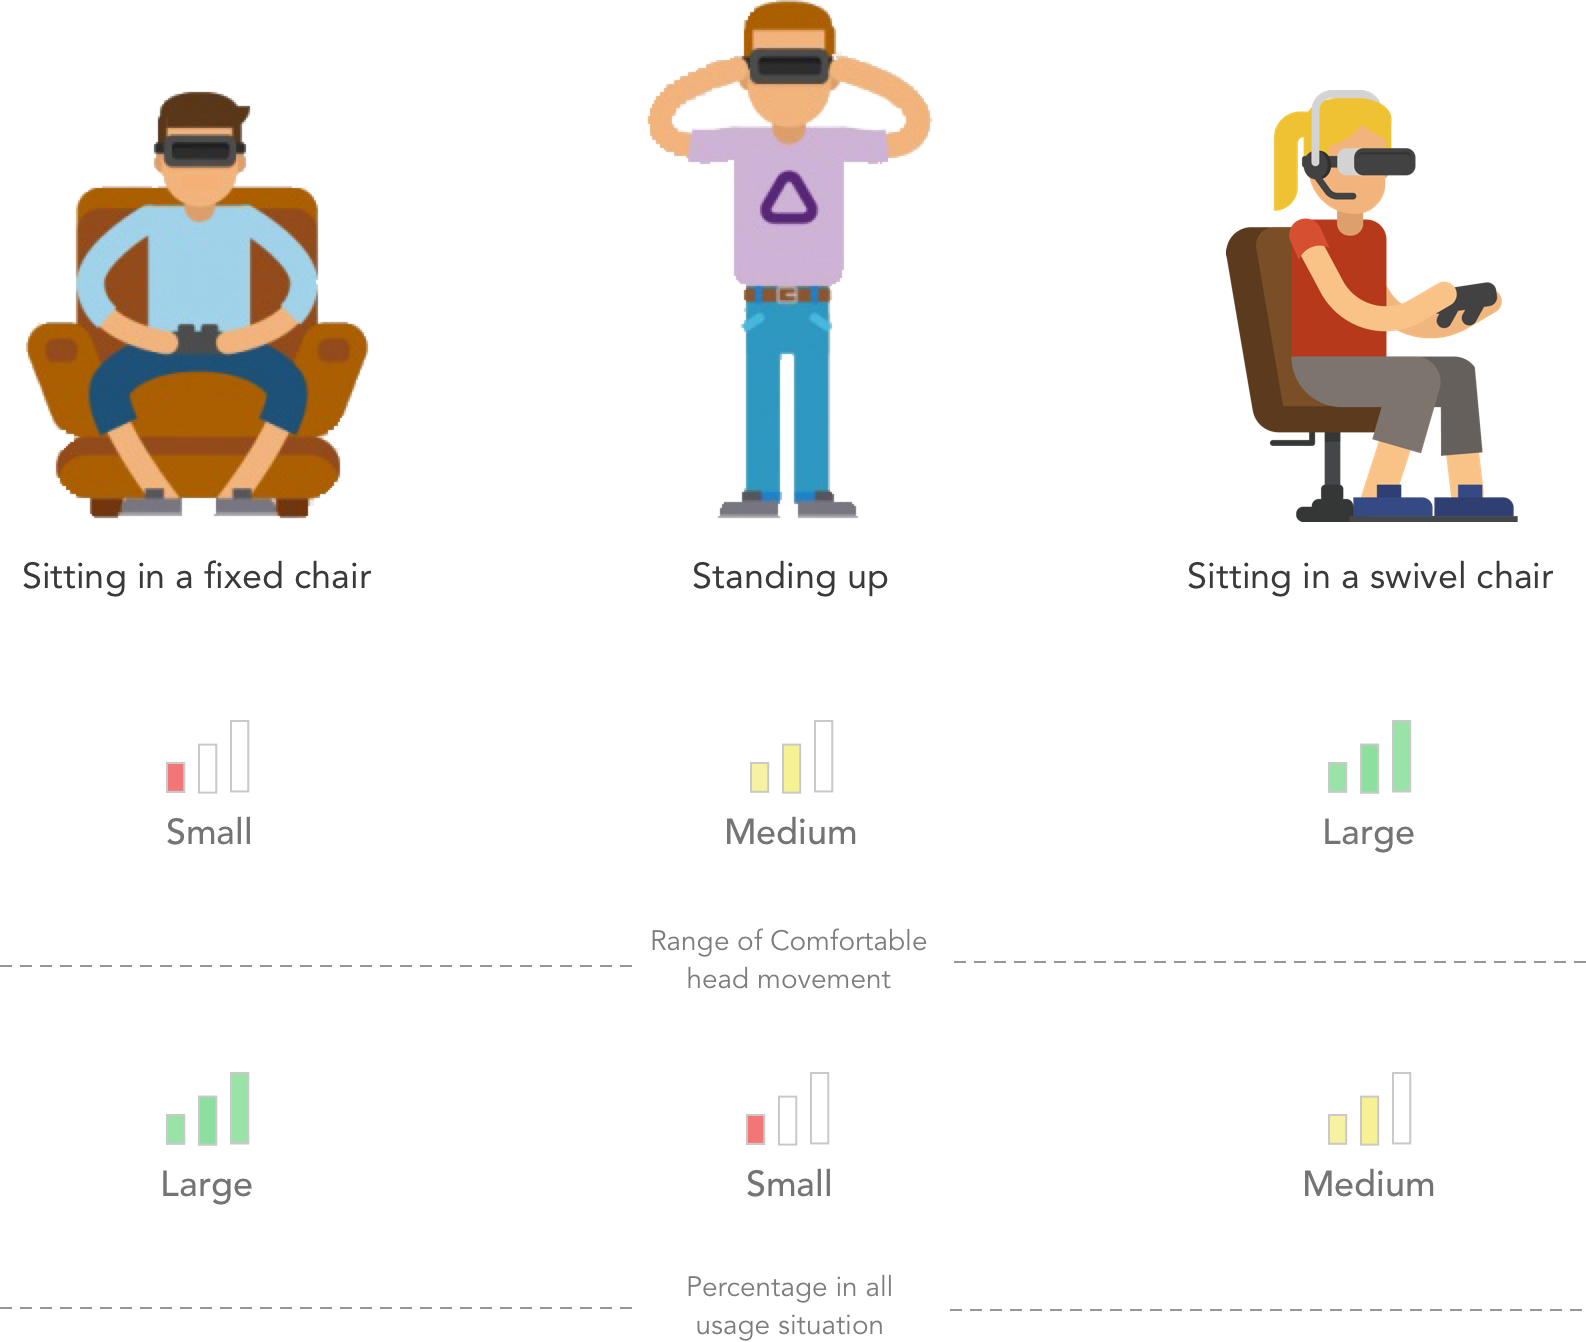 Sitting in a fixed chair
Standing up
Sitting in a swivel chair
Small
Medium
Large
Range of Comfortable
head movement
Large
Small
Medium
Percentage in all
usage situation